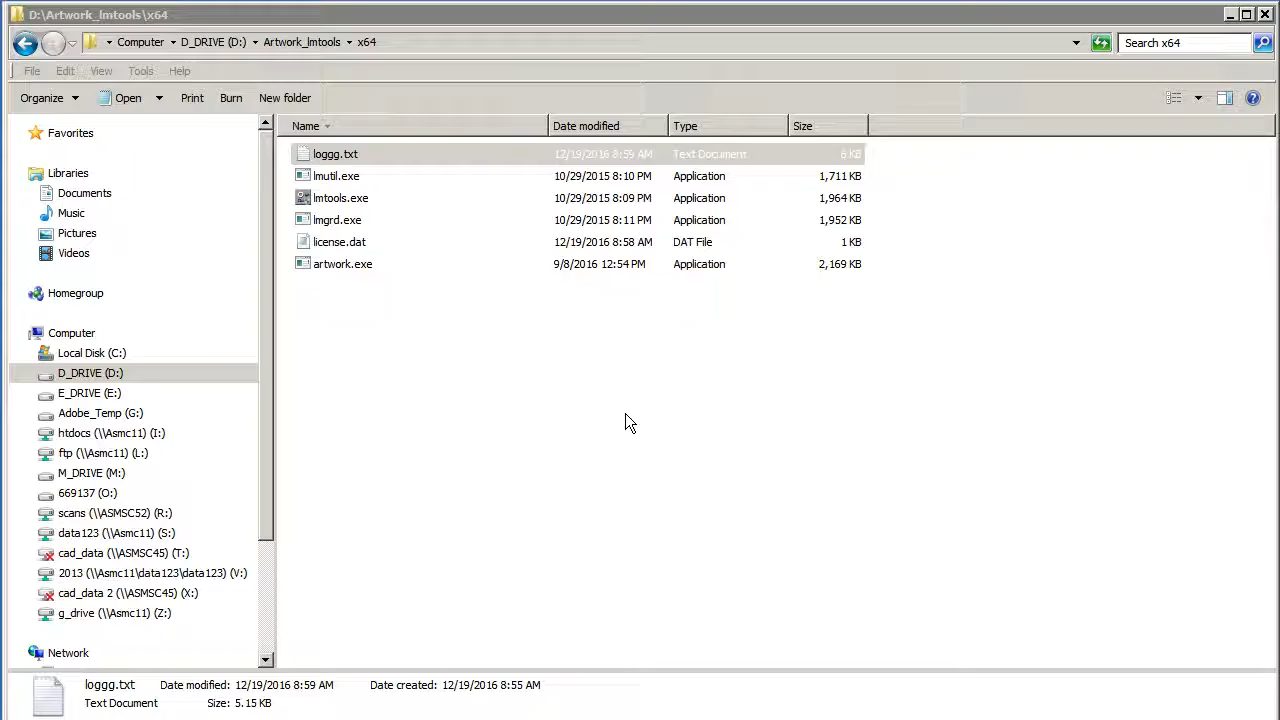 D:\Artwork_lmtools\x64
Computer D_DRIVE (D:) Artwork_lmtools x64 Search x64
File Edit View Tools Help
Organize Open Print Burn New folder
Name Date modified Type Size
Favorites
Libraries
Documents
Music
Pictures
Videos
Homegroup
Computer
Local Disk (C:)
D_DRIVE (D:)
E_DRIVE (E:)
Adobe_Temp (G:)
htdocs (\\Asmc11) (I:)
ftp (\\Asmc11) (L:)
M_DRIVE (M:)
669137 (O:)
scans (\\ASMSC52) (R:)
data123 (\\Asmc11) (S:)
cad_data (\\ASMSC45) (T:)
2013 (\\Asmc11\data123\data123) (V:)
cad_data 2 (\\ASMSC45) (X:)
g_drive (\\Asmc11) (Z:)
Network
loggg.txt 12/19/2016 8:59 AM Text Document 6 KB
lmutil.exe 10/29/2015 8:10 PM Application 1,711 KB
lmtools.exe 10/29/2015 8:09 PM Application 1,964 KB
lmgrd.exe 10/29/2015 8:11 PM Application 1,952 KB
license.dat 12/19/2016 8:58 AM DAT File 1 KB
artwork.exe 9/8/2016 12:54 PM Application 2,169 KB
loggg.txt Date modified: 12/19/2016 8:59 AM Date created: 12/19/2016 8:55 AM
Text Document Size: 5.15 KB